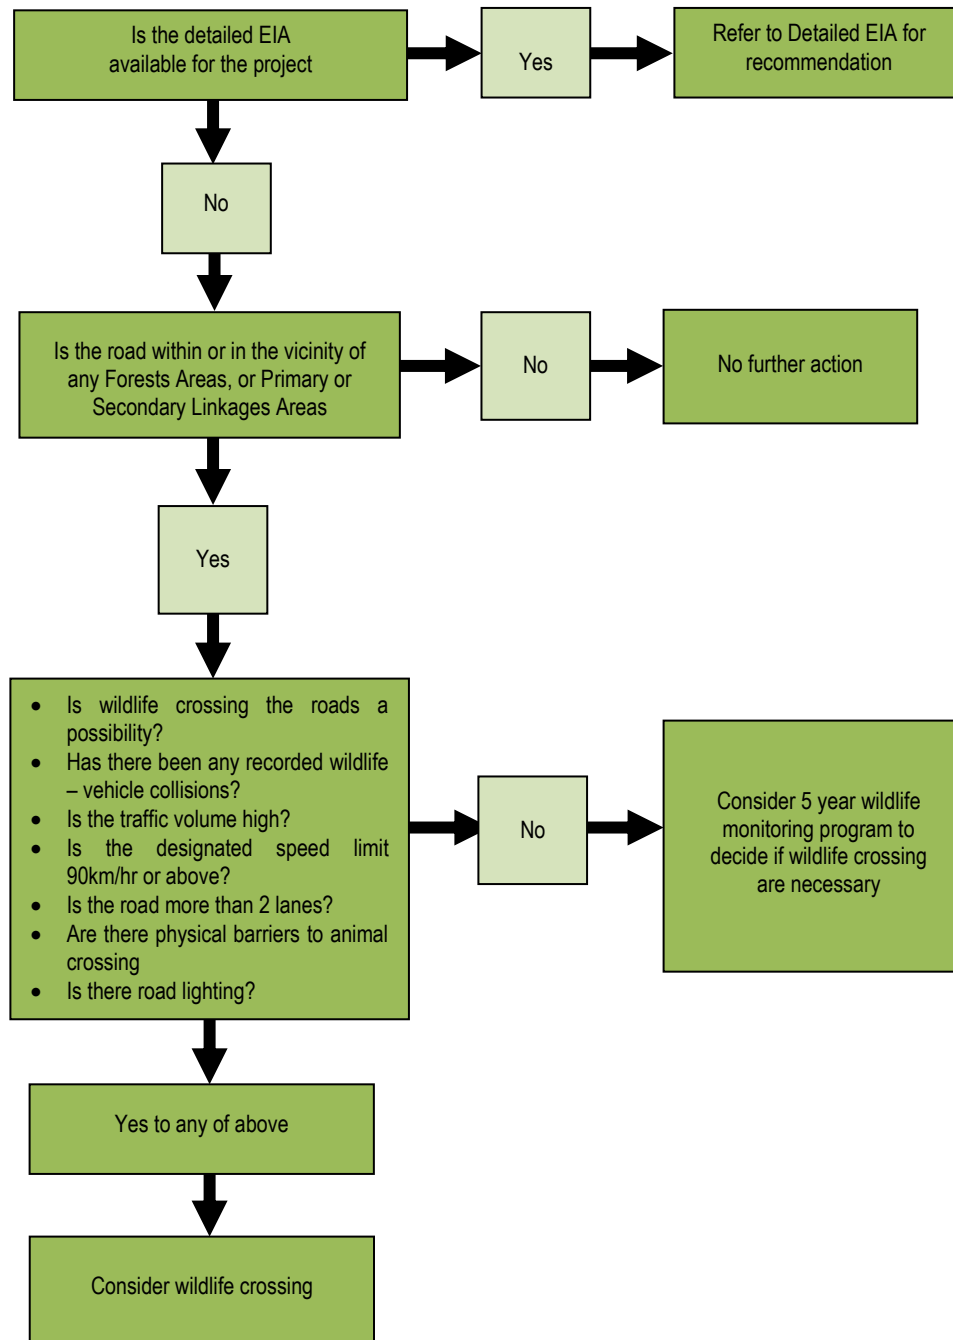 Is the detailed EIA
available for the project
Yes
Refer to Detailed EIA for
recommendation
No
Is the road within or in the vicinity of
any Forests Areas, or Primary or
Secondary Linkages Areas
No
No further action
Yes
• Is wildlife crossing the roads a
possibility?
• Has there been any recorded wildlife
– vehicle collisions?
• Is the traffic volume high?
• Is the designated speed limit
90km/hr or above?
• Is the road more than 2 lanes?
• Are there physical barriers to animal
crossing
• Is there road lighting?
No
Consider 5 year wildlife
monitoring program to
decide if wildlife crossing
are necessary
Yes to any of above
Consider wildlife crossing